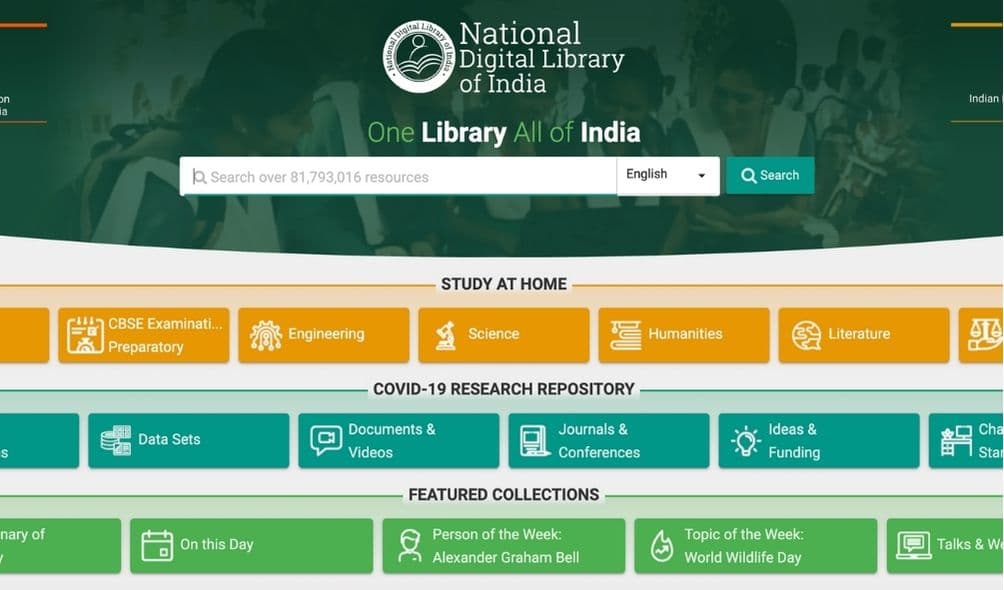 National Digital Library of India
National
Digital Library
of India
on
ia
Indian
One Library All of India
Search over 81,793,016 resources
English
Search
STUDY AT HOME
CBSE Examinati...
Preparatory
Engineering
Science
Humanities
Literature
COVID-19 RESEARCH REPOSITORY
s
Data Sets
Documents &
Videos
Journals &
Conferences
Ideas &
Funding
Cha
Star
FEATURED COLLECTIONS
nary of
y
On this Day
Person of the Week:
Alexander Graham Bell
Topic of the Week:
World Wildlife Day
Talks & We